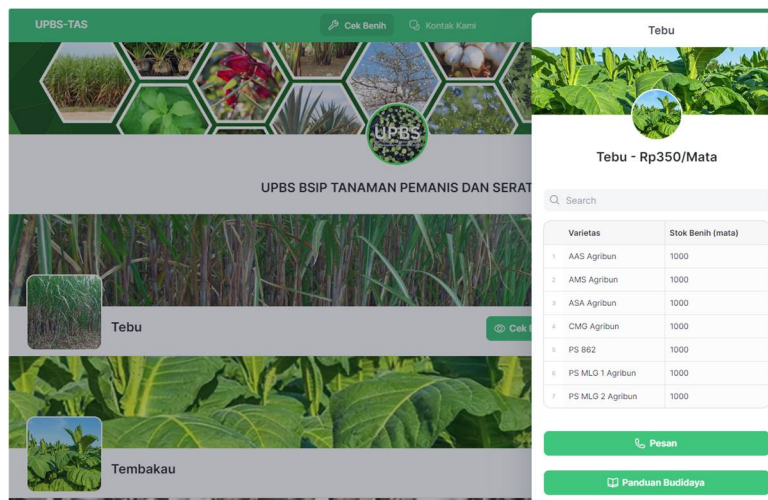 UPBS-TAS
Cek Benih
Kontak Kami
UPBS
UPBS BSIP TANAMAN PEMANIS DAN SERAT
Tebu
Cek
Tembakau
Tebu
Tebu - Rp350/Mata
Search
Varietas Stok Benih (mata)
1 AAS Agribun 1000
2 AMS Agribun 1000
3 ASA Agribun 1000
4 CMG Agribun 1000
5 PS 862 1000
6 PS MLG 1 Agribun 1000
7 PS MLG 2 Agribun 1000
Pesan
Panduan Budidaya